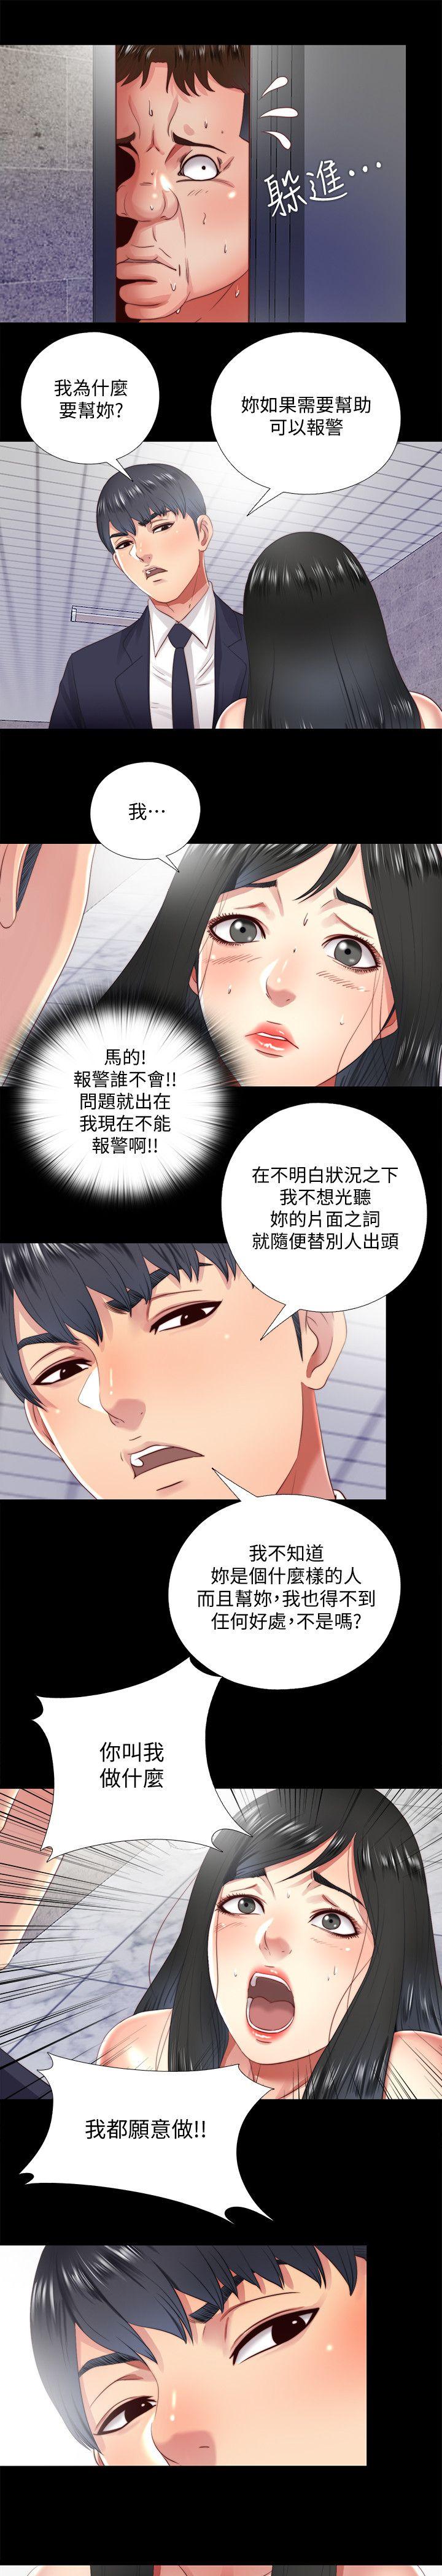 躲進…
我為什麼
要幫妳?
妳如果需要幫助
可以報警
我…
馬的!
報警誰不會!!
問題就出在
我現在不能
報警啊!!
在不明白狀況之下
我不想光聽
妳的片面之詞
就隨便替別人出頭
我不知道
妳是個什麼樣的人
而且幫妳,我也得不到
任何好處,不是嗎?
你叫我
做什麼
我都願意做!!